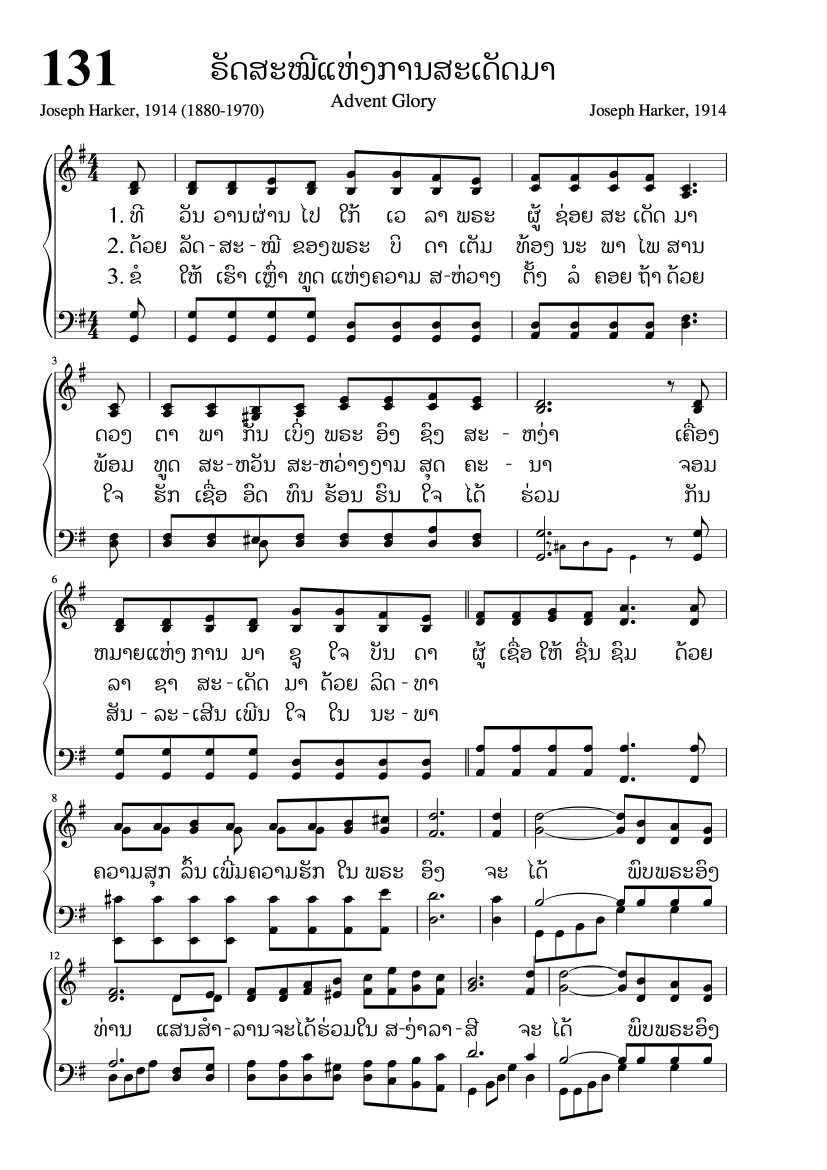 131
ຣັດສະໝີແຫ່ງການສະເດັດມາ
Advent Glory
Joseph Harker, 1914 (1880-1970)
Joseph Harker, 1914
1. ທີ ວັນ ວານຜ່ານ ໄປ ໃກ້ ເວ ລາ ພຣະ ຜູ້ ຊ່ອຍ ສະ ເດັດ ມາ
2. ດ້ວຍ ລັດ-ສະ-ໝີ ຂອງພຣະ ບິ ດາ ເຕັມ ທ້ອງ ນະ ພາ ໄພ ສານ
3. ຂໍ ໃຫ້ ເຮົາ ເຫຼົ່າ ທູດ ແຫ່ງຄວາມ ສ-ຫ່ວາງ ຕັ້ງ ລໍ ຄອຍ ຖ້າ ດ້ວຍ
3
ດວງ ຕາ ພາ ກັນ ເບິ່ງ ພຣະ ອົງ ຊົງ ສະ - ຫງ່າ ເຄື່ອງ
ພ້ອມ ທູດ ສະ-ຫວັນ ສະ-ຫວ່າງງາມ ສຸດ ຄະ - ນາ ຈອມ
ໃຈ ຮັກ ເຊື່ອ ອົດ ທົນ ຮ້ອນ ຮົນ ໃຈ ໄດ້ ຮ່ວມ ກັນ
6
ຫມາຍແຫ່ງ ການ ມາ ຊູ ໃຈ ບັນ ດາ ຜູ້ ເຊື່ອ ໃຫ້ ຊື່ນ ຊົມ ດ້ວຍ
ລາ ຊາ ສະ-ເດັດ ມາ ດ້ວຍ ລິດ-ທາ
ສັນ - ລະ-ເສີນ ເພີນ ໃຈ ໃນ ນະ-ພາ
8
ຄວາມສຸກ ລົ້ນ ເພີ່ມຄວາມຮັກ ໃນ ພຣະ ອົງ ຈະ ໄດ້ ພົບພຣະອົງ
12
ທ່ານ ແສນສຳ-ລານຈະໄດ້ຮ່ວມໃນ ສ-ງ່າລາ-ສີ ຈະ ໄດ້ ພົບພຣະອົງ